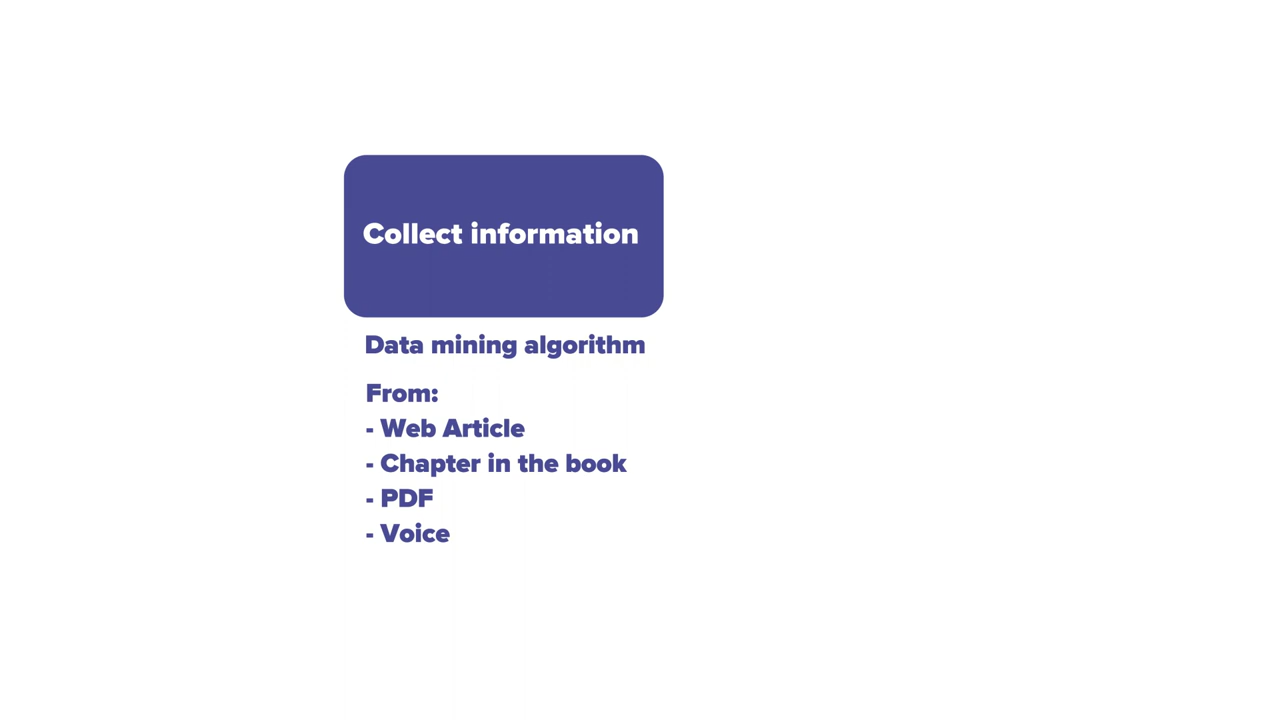 Collect information
Data mining algorithm
From:
- Web Article
- Chapter in the book
- PDF
- Voice